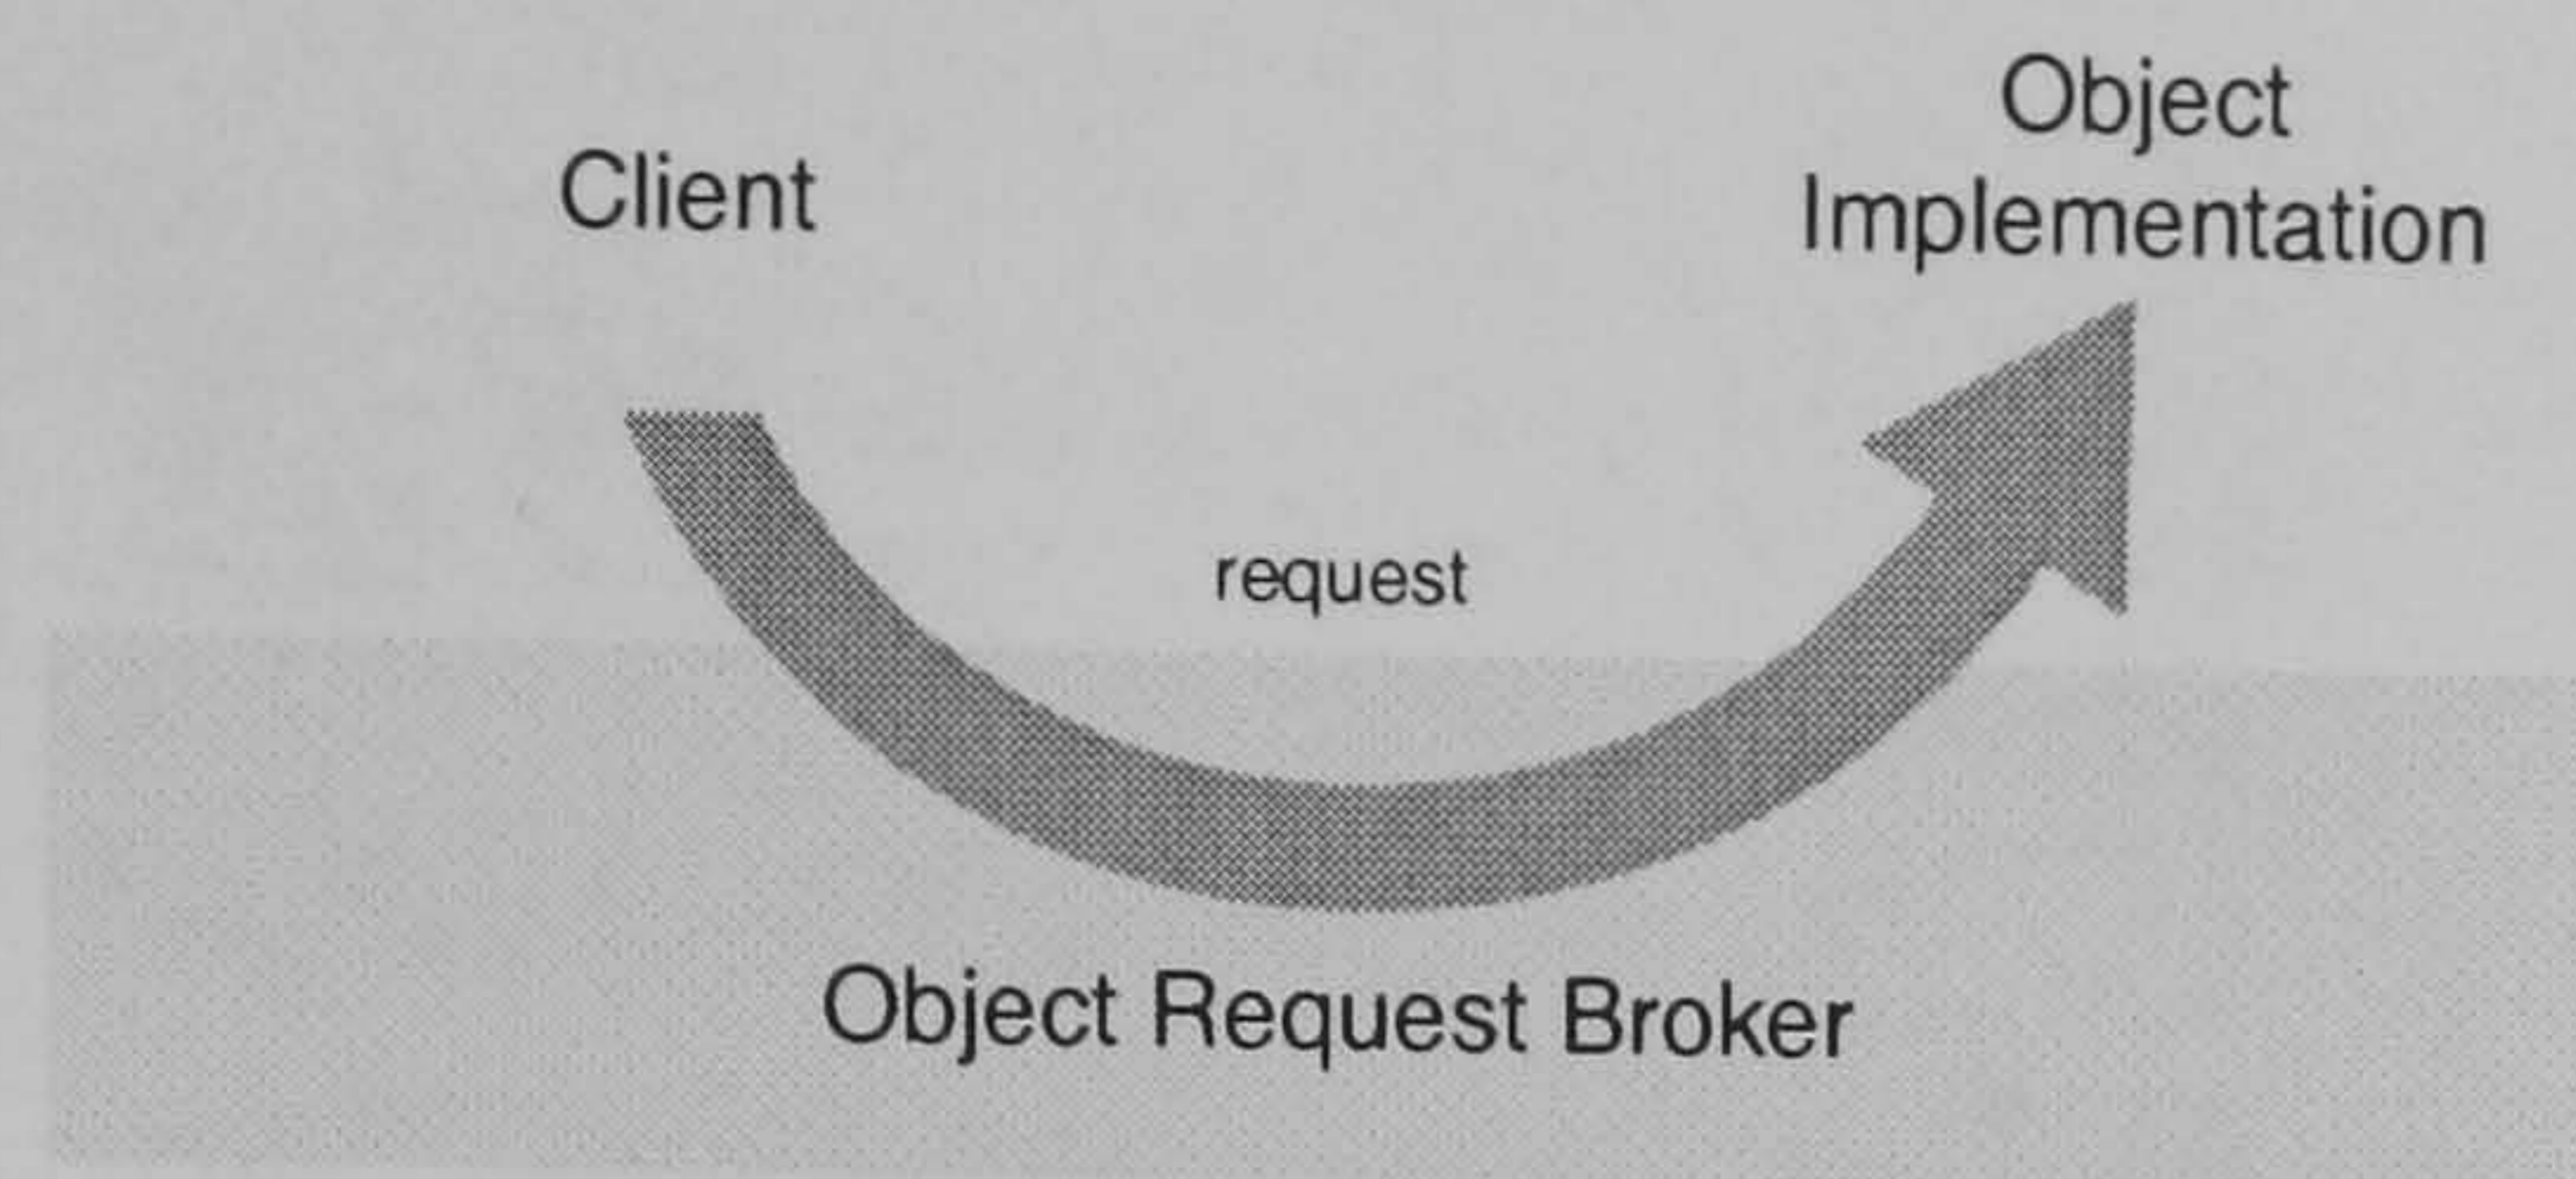 Client
Object
Implementation
request
Object Request Broker